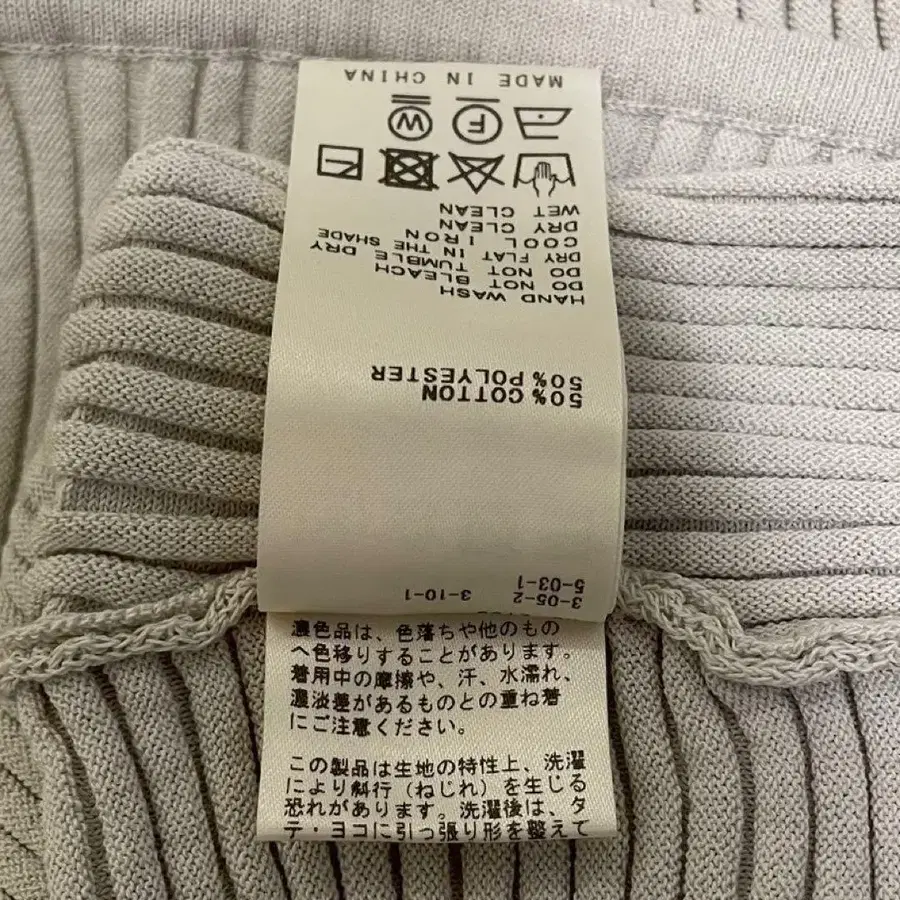 MADE IN CHINA
W F
HAND WASH
DO NOT BLEACH
DO NOT TUMBLE DRY
DRY FLAT IN THE SHADE
COOL IRON
DRY CLEAN
WET CLEAN
50% COTTON
50% POLYESTER
3-05-2 3-10-1
5-03-1
濃色品は、色落ちや他のもの
へ色移りすることがあります。
着用中の摩擦や、汗、水濡れ、
濃淡差があるものとの重ね着
にご注意ください。
この製品は生地の特性上、洗濯
により斜行（ねじれ）を生じる
恐れがあります。洗濯後は、タ
テ・ヨコに引っ張り形を整えて